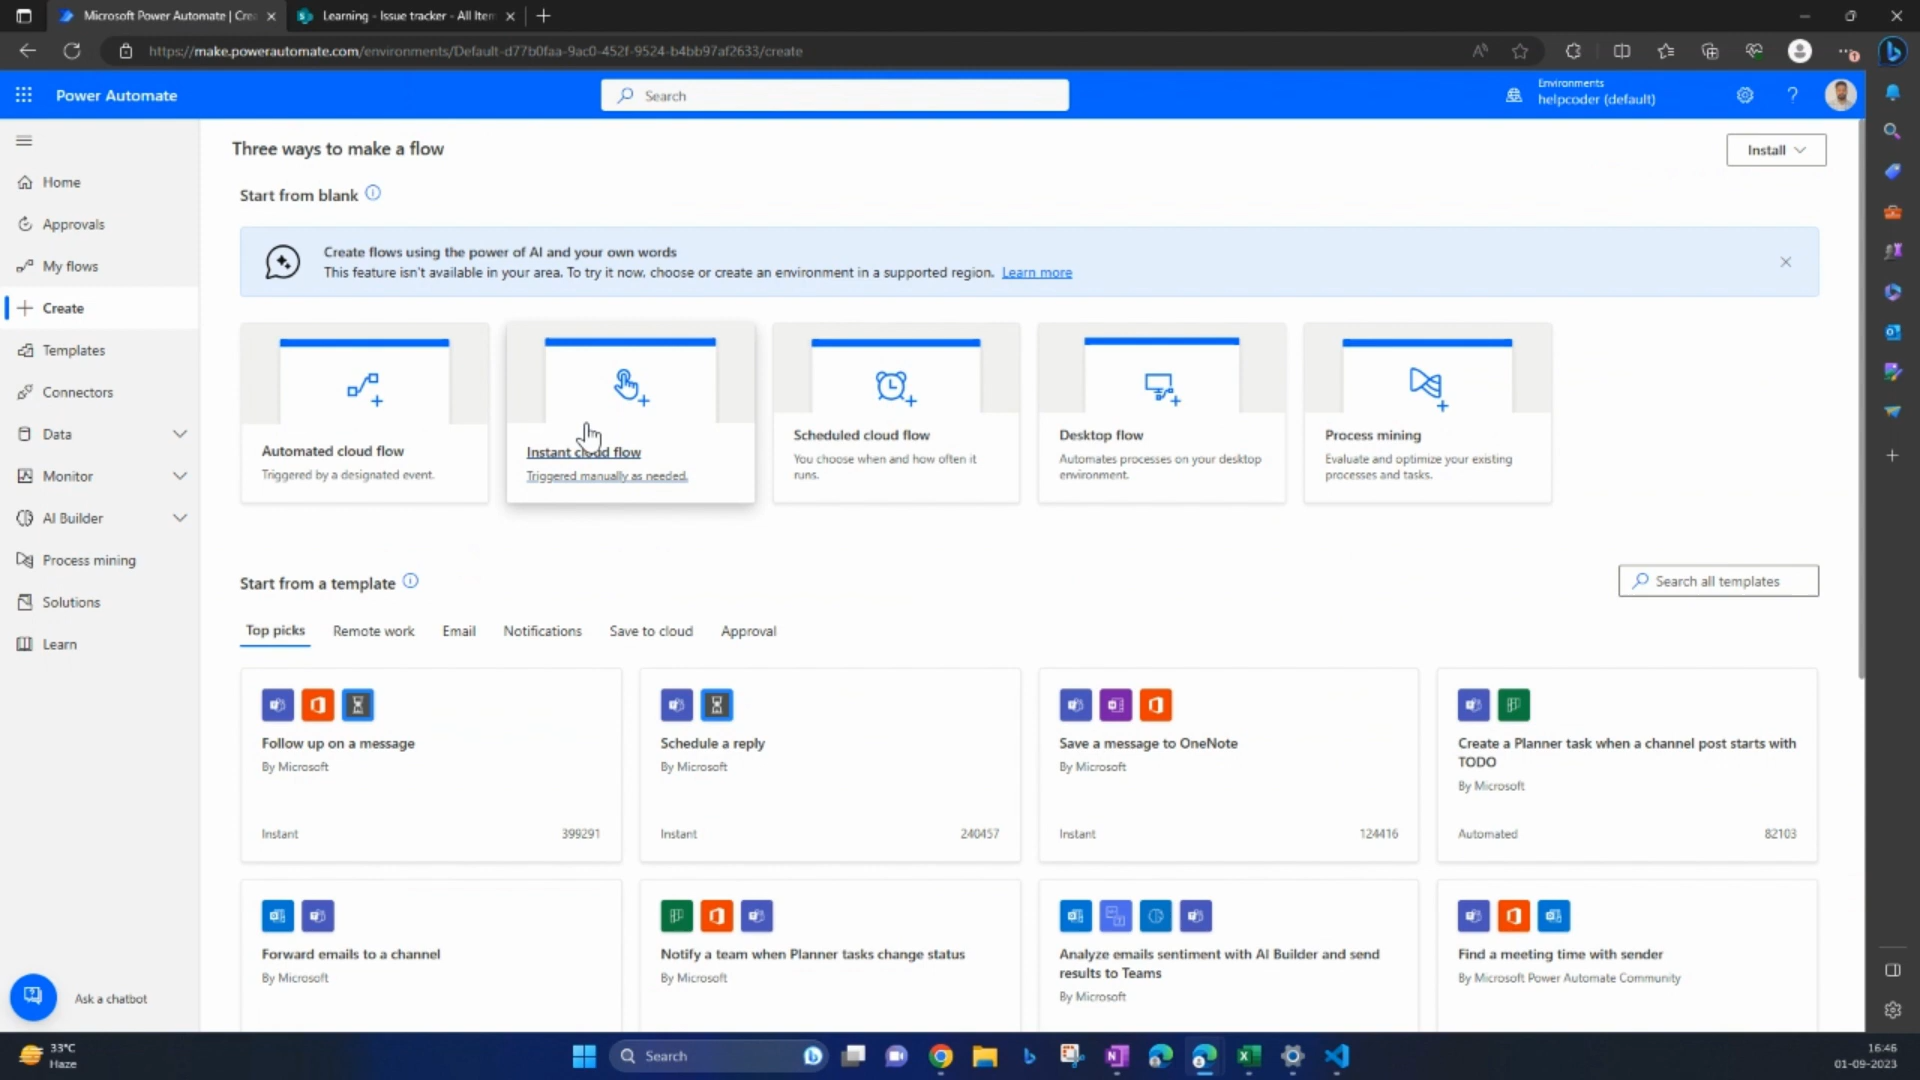 Microsoft Power Automate | Crea
Learning - Issue tracker - All Item
https://make.powerautomate.com/environments/Default-d77b0faa-9ac0-452f-9524-b4bb97af2633/create
Power Automate
Search
Environments
helpcoder (default)
Home
Approvals
My flows
Create
Templates
Connectors
Data
Monitor
AI Builder
Process mining
Solutions
Learn
Ask a chatbot
Three ways to make a flow
Install
Start from blank
Create flows using the power of AI and your own words
This feature isn't available in your area. To try it now, choose or create an environment in a supported region. Learn more
Automated cloud flow
Triggered by a designated event.
Instant cloud flow
Triggered manually as needed.
Scheduled cloud flow
You choose when and how often it
runs.
Desktop flow
Automates processes on your desktop
environment.
Process mining
Evaluate and optimize your existing
processes and tasks.
Start from a template
Search all templates
Top picks
Remote work
Email
Notifications
Save to cloud
Approval
Follow up on a message
By Microsoft
Instant
399291
Schedule a reply
By Microsoft
Instant
240457
Save a message to OneNote
By Microsoft
Instant
124416
Create a Planner task when a channel post starts with
TODO
By Microsoft
Automated
82103
Forward emails to a channel
By Microsoft
Notify a team when Planner tasks change status
By Microsoft
Analyze emails sentiment with AI Builder and send
results to Teams
By Microsoft
Find a meeting time with sender
By Microsoft Power Automate Community
33°C
Haze
Search
16:46
01-09-2023